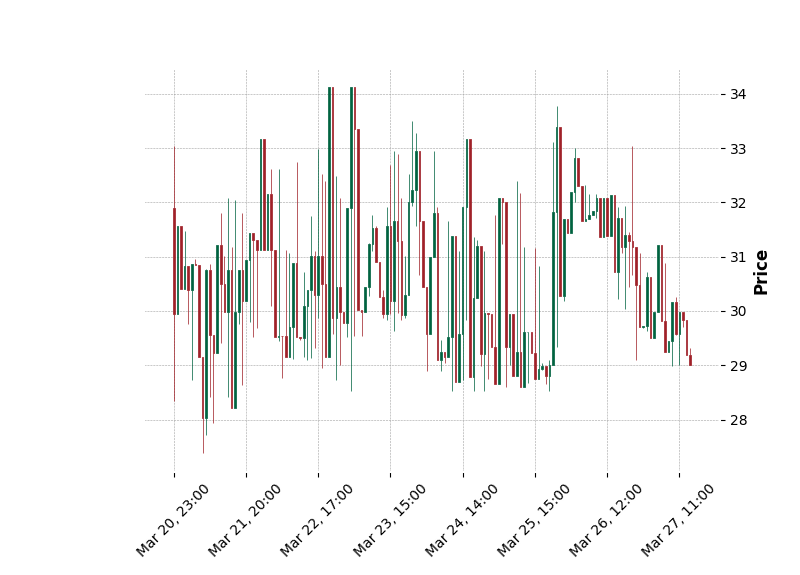 34
33
32
31
30
29
28
Price
Mar 20, 23:00
Mar 21, 20:00
Mar 22, 17:00
Mar 23, 15:00
Mar 24, 14:00
Mar 25, 15:00
Mar 26, 12:00
Mar 27, 11:00